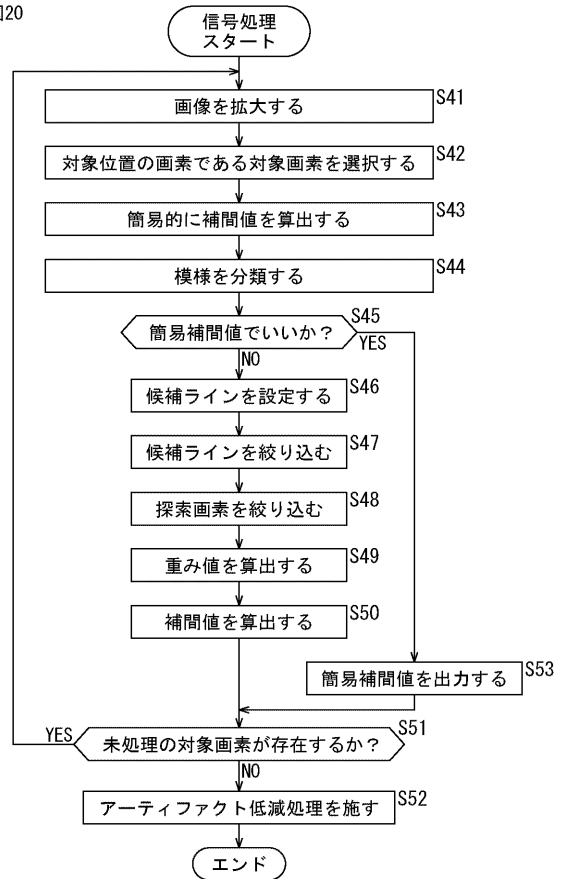 図20
信号処理
スタート
画像を拡大する
S41
対象位置の画素である対象画素を選択する
S42
簡易的に補間値を算出する
S43
模様を分類する
S44
簡易補間値でいいか？
S45
YES
NO
候補ラインを設定する
S46
候補ラインを絞り込む
S47
探索画素を絞り込む
S48
重み値を算出する
S49
補間値を算出する
S50
簡易補間値を出力する
S53
YES
未処理の対象画素が存在するか？
S51
NO
アーティファクト低減処理を施す
S52
エンド